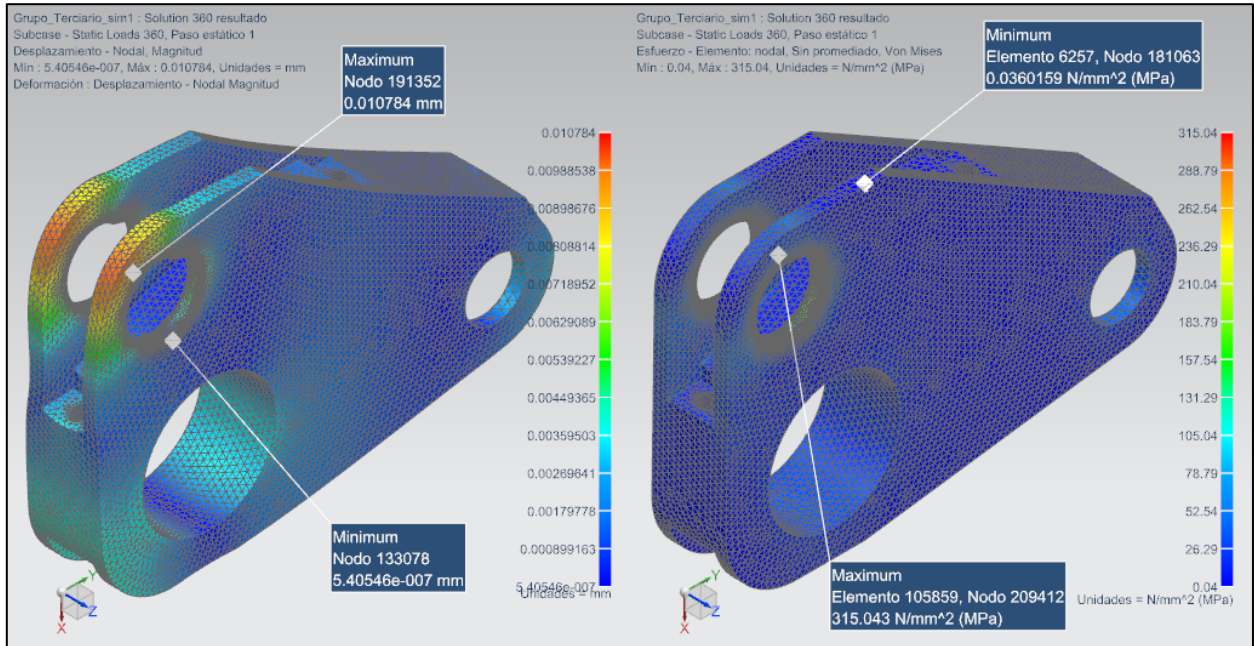 Grupo_Terciario_sim1 : Solution 360 resultado
Subcase - Static Loads 360, Paso estático 1
Desplazamiento - Nodal, Magnitud
Mín : 5.40546e-007, Máx : 0.010784, Unidades = mm
Deformación : Desplazamiento - Nodal Magnitud
Maximum
Nodo 191352
0.010784 mm
0.010784
0.00988538
0.00898676
0.00808814
0.00718952
0.00629089
0.00539227
0.00449365
0.00359503
0.00269641
0.00179778
0.000899163
5.40546e-007
Unidades = mm
Minimum
Nodo 133078
5.40546e-007 mm
Y
Z
X
Grupo_Terciario_sim1 : Solution 360 resultado
Subcase - Static Loads 360, Paso estático 1
Esfuerzo - Elemento: nodal, Sin promediado, Von Mises
Mín : 0.04, Máx : 315.04, Unidades = N/mm^2 (MPa)
Minimum
Elemento 6257, Nodo 181063
0.0360159 N/mm^2 (MPa)
315.04
288.79
262.54
236.29
210.04
183.79
157.54
131.29
105.04
78.79
52.54
26.29
0.04
Unidades = N/mm^2 (MPa)
Maximum
Elemento 105859, Nodo 209412
315.043 N/mm^2 (MPa)
Y
Z
X